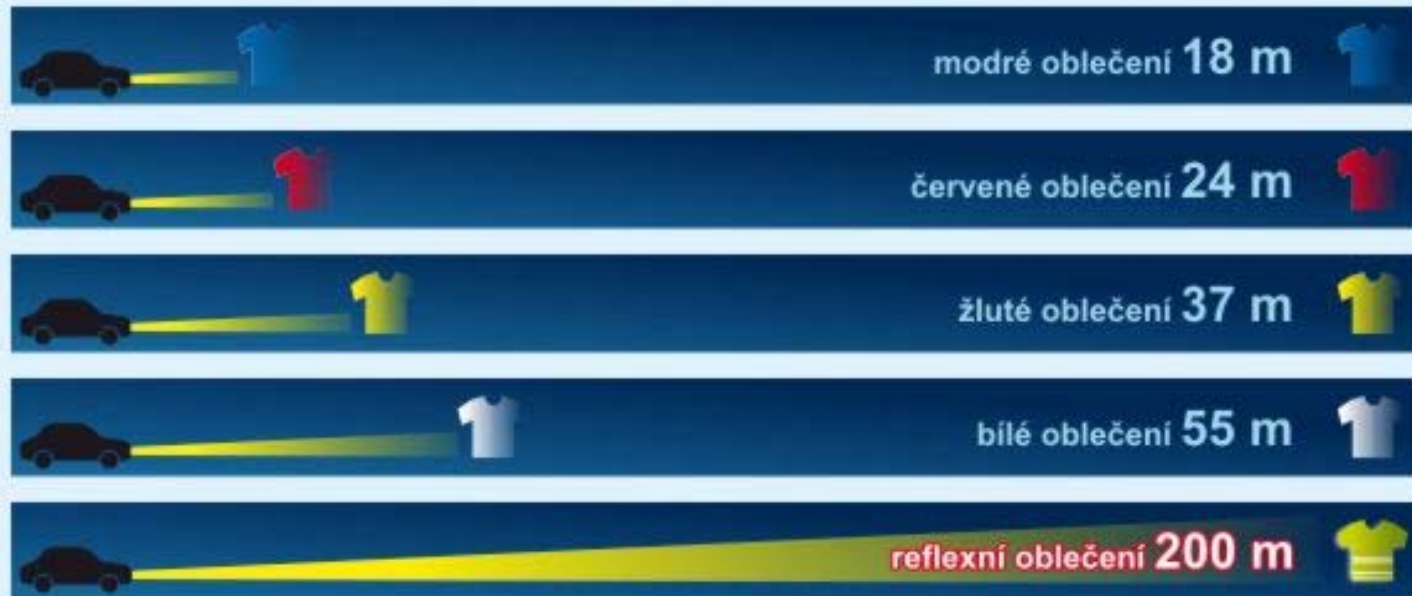 modré oblečení 18 m
červené oblečení 24 m
žluté oblečení 37 m
bílé oblečení 55 m
reflexní oblečení 200 m